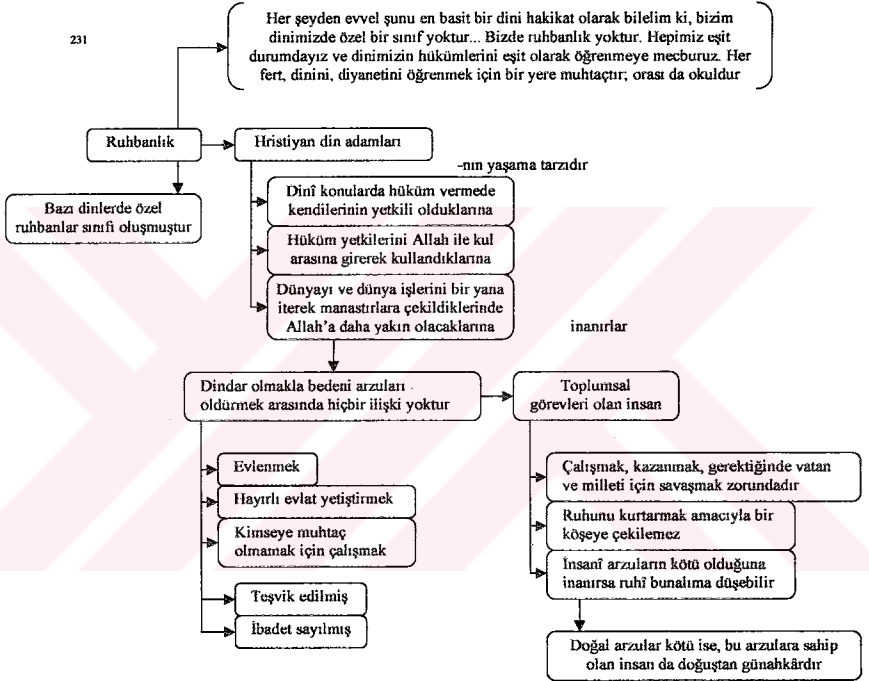 Her şeyden evvel şunu en basit bir dini hakikat olarak bilelim ki, bizim
dinimizde özel bir sınıf yoktur... Bizde ruhbanlık yoktur. Hepimiz eşit
durumdayız ve dinimizin hükümlerini eşit olarak öğrenmeye mecburuz. Her
fert, dinini, diyanetini öğrenmek için bir yere muhtaçtır; orası da okuldur
231
Ruhbanlık
Hristiyan din adamları
-nın yaşama tarzıdır
Bazı dinlerde özel
ruhbanlar sınıfı oluşmuştur
Dinî konularda hüküm vermede
kendilerinin yetkili olduklarına
Hüküm yetkilerini Allah ile kul
arasına girerek kullandıklarına
Dünyayı ve dünya işlerini bir yana
iterek manastırlara çekildiklerinde
Allah'a daha yakın olacaklarına
inanırlar
Dindar olmakla bedeni arzuları
öldürmek arasında hiçbir ilişki yoktur
Toplumsal
görevleri olan insan
Evlenmek
Hayırlı evlat yetiştirmek
Kimseye muhtaç
olmamak için çalışmak
Teşvik edilmiş
İbadet sayılmış
Çalışmak, kazanmak, gerektiğinde vatan
ve milleti için savaşmak zorundadır
Ruhunu kurtarmak amacıyla bir
köşeye çekilemez
İnsanî arzuların kötü olduğuna
inanırsa ruhî bunalıma düşebilir
Doğal arzular kötü ise, bu arzulara sahip
olan insan da doğuştan günahkârdır